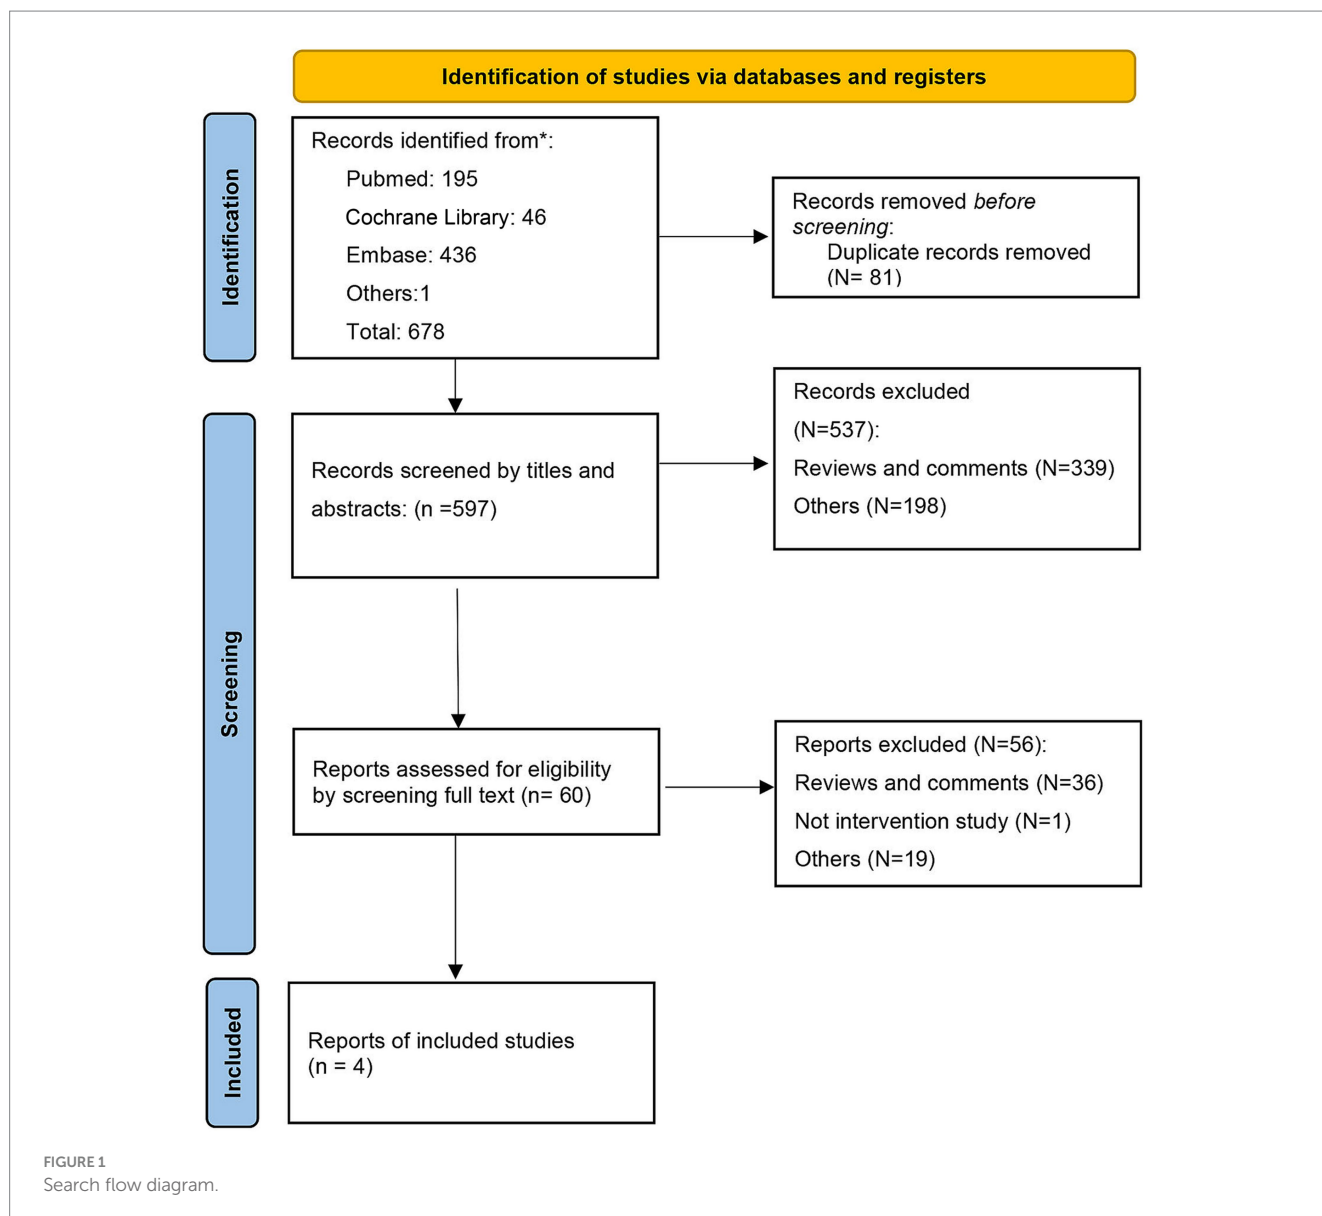 Identification of studies via databases and registers
Identification
Records identified from*:
Pubmed: 195
Cochrane Library: 46
Embase: 436
Others:1
Total: 678
Records removed before
screening:
Duplicate records removed
(N= 81)
Screening
Records screened by titles and
abstracts: (n =597)
Records excluded
(N=537):
Reviews and comments (N=339)
Others (N=198)
Reports assessed for eligibility
by screening full text (n= 60)
Reports excluded (N=56):
Reviews and comments (N=36)
Not intervention study (N=1)
Others (N=19)
Included
Reports of included studies
(n = 4)
FIGURE 1
Search flow diagram.